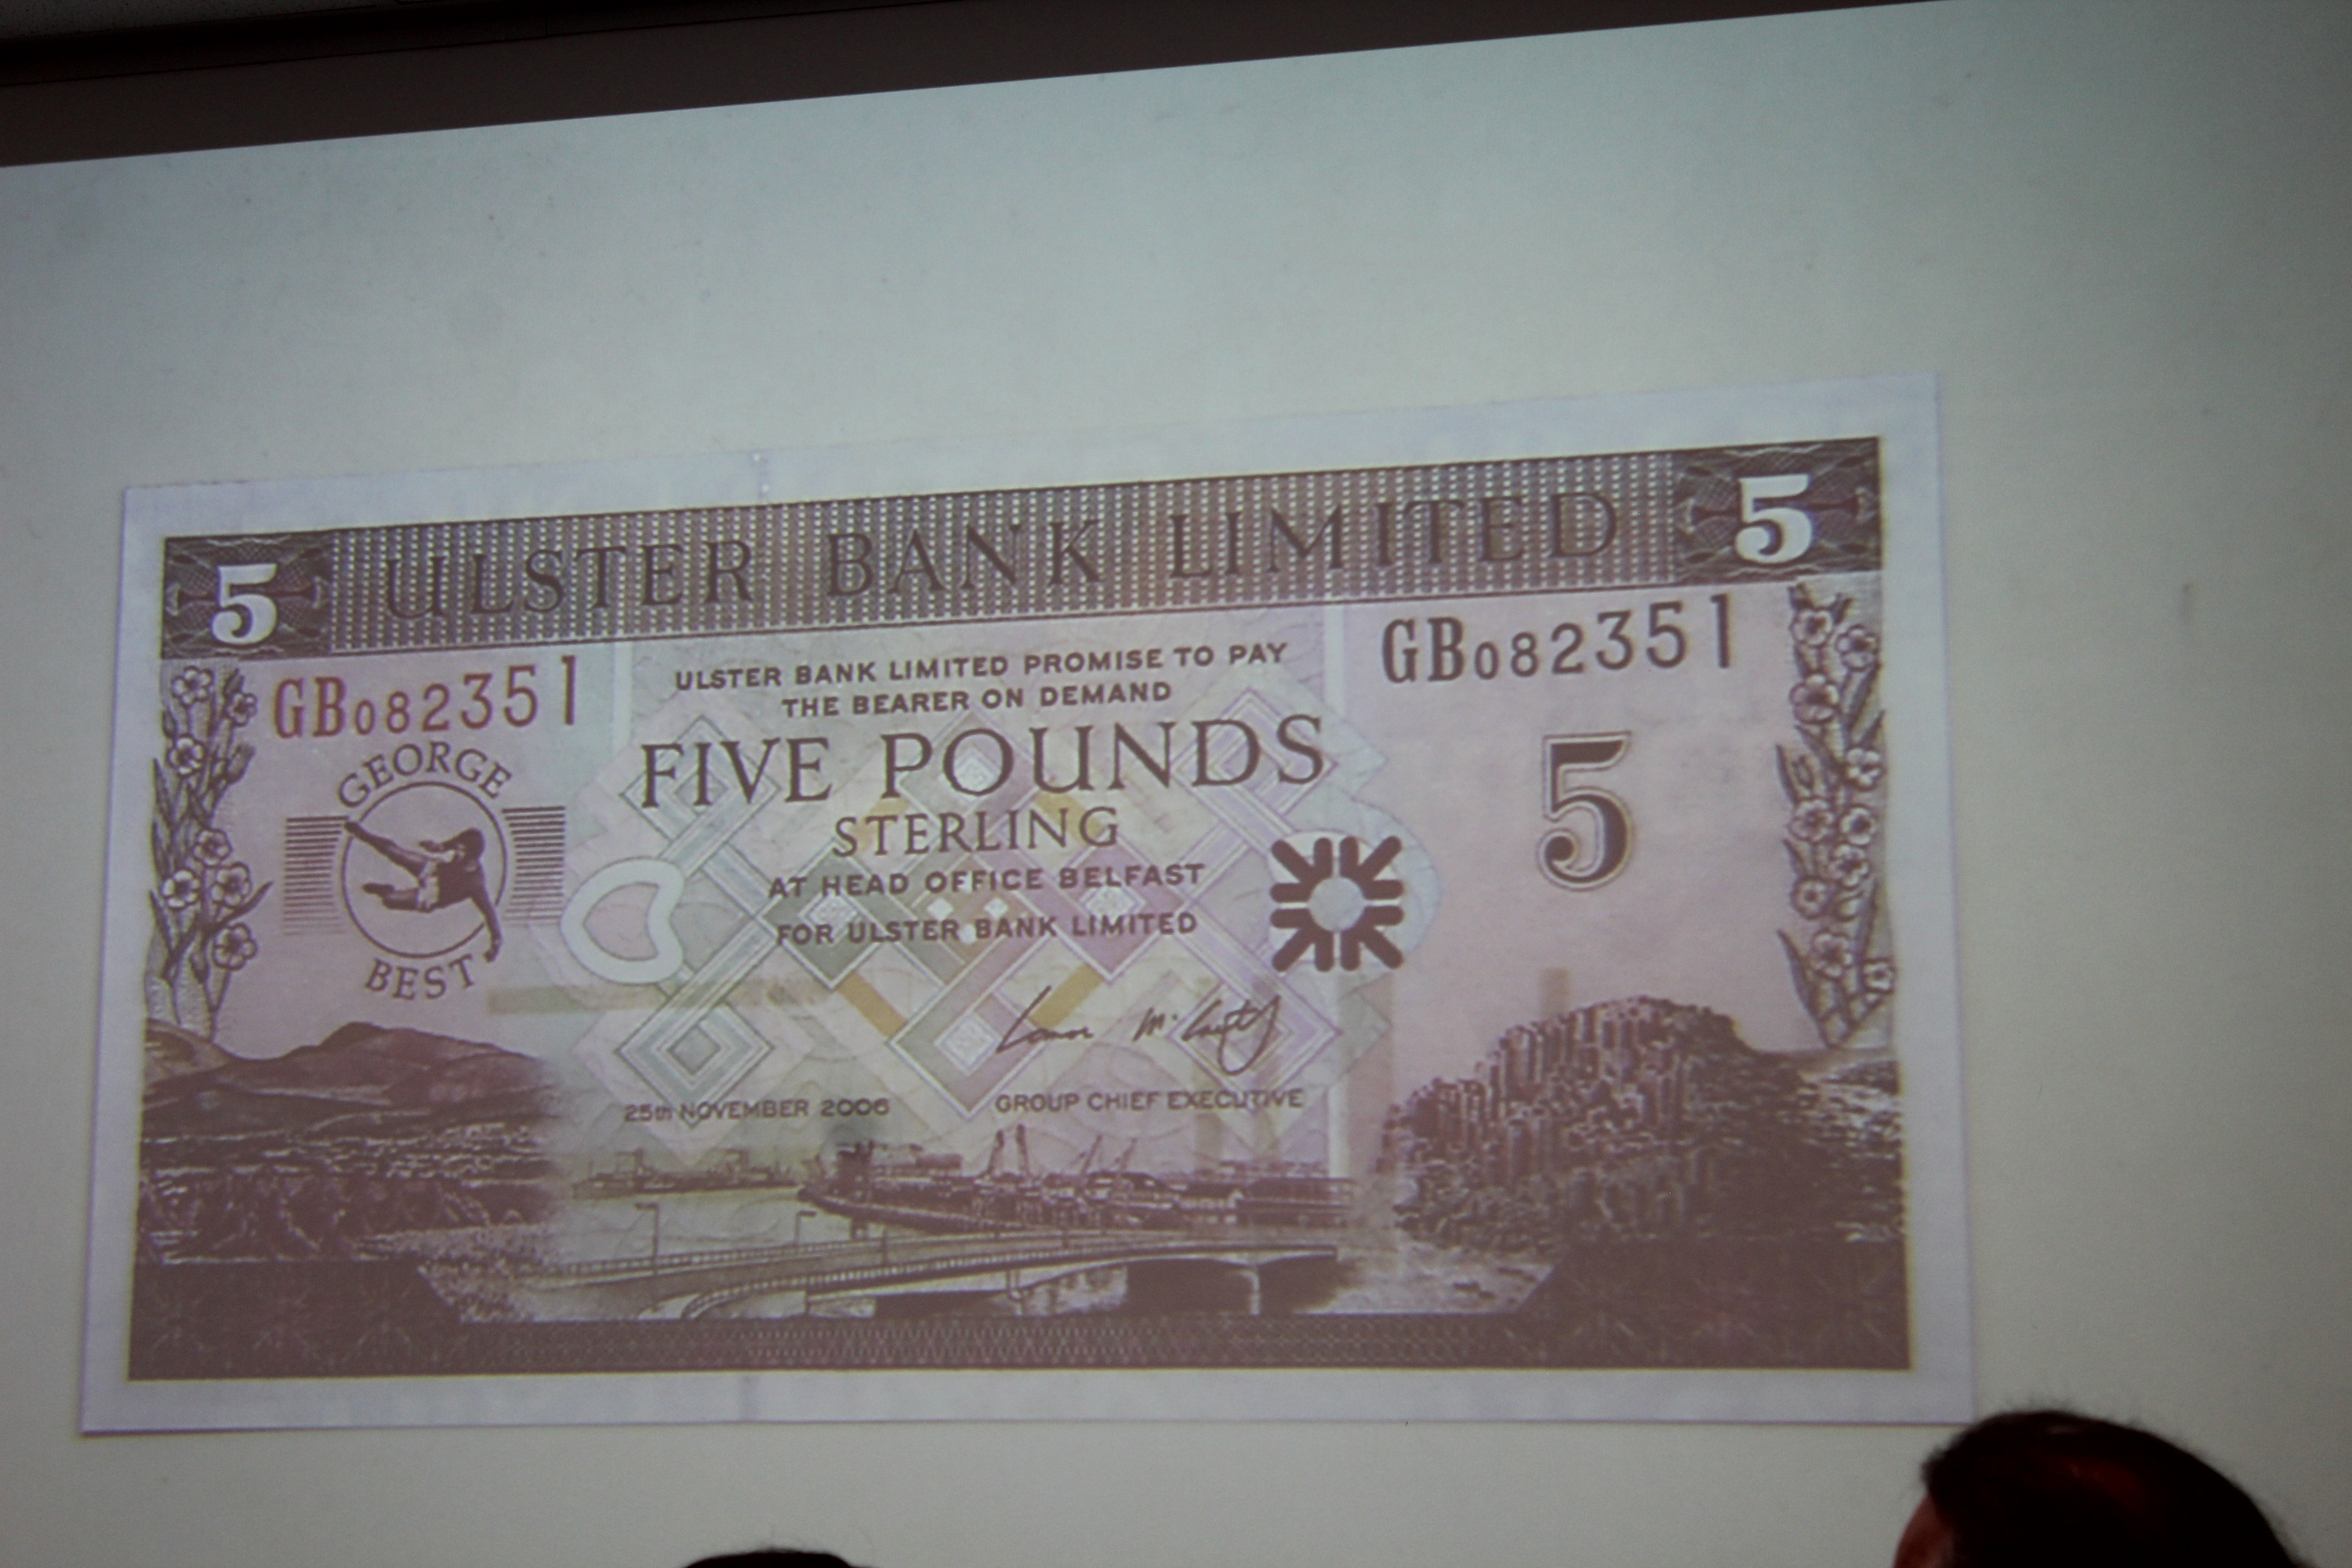 5 ULSTER BANK LIMITED 5
GB082351
GB082351
ULSTER BANK LIMITED PROMISE TO PAY
THE BEARER ON DEMAND
FIVE POUNDS
STERLING
AT HEAD OFFICE BELFAST
FOR ULSTER BANK LIMITED
GEORGE
BEST
5
25th NOVEMBER 2006
GROUP CHIEF EXECUTIVE